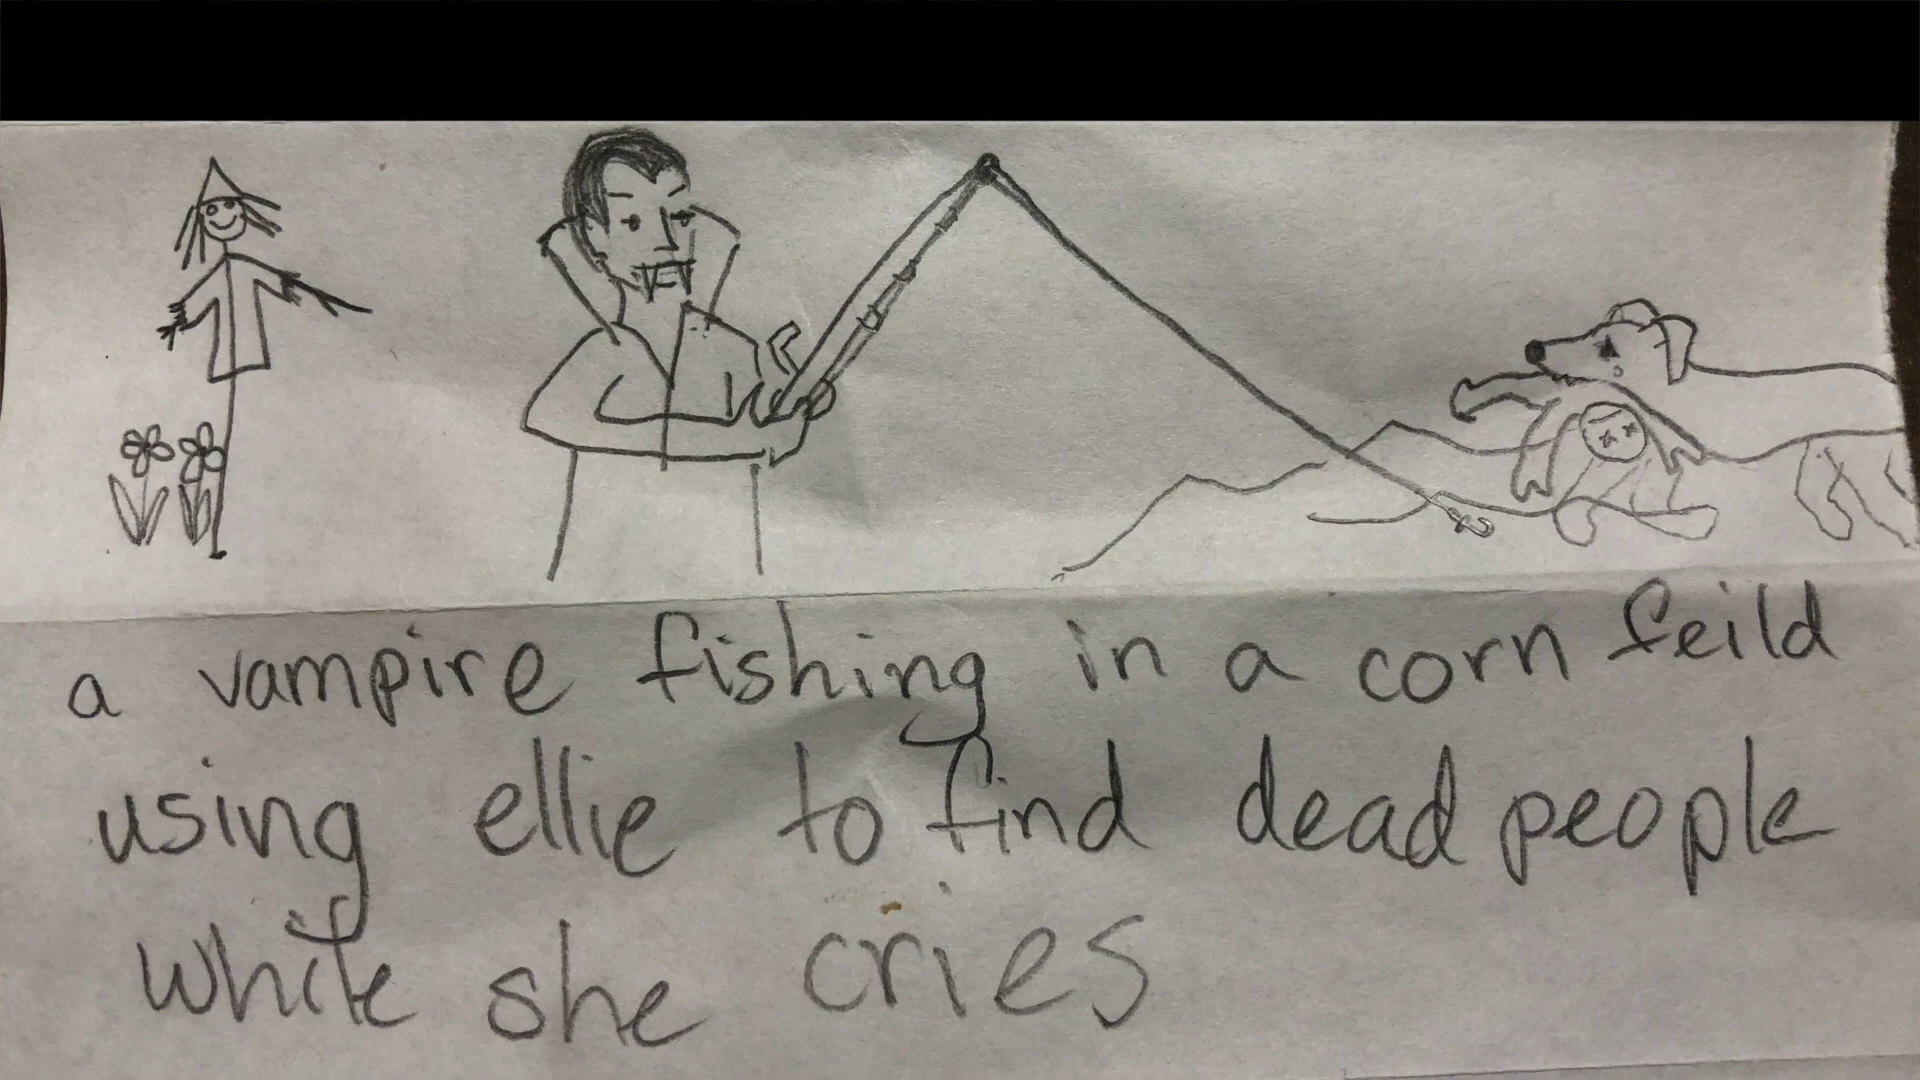 a vampire fishing in a corn feild
using ellie to find dead people
while she cries